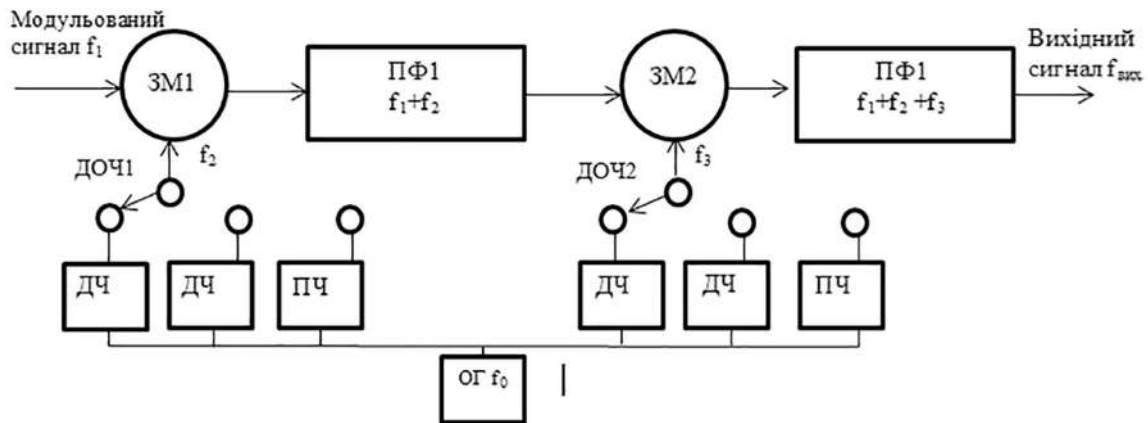 Модульований
сигнал f₁
ЗМ1
ПФ1
f₁+f₂
ЗМ2
ПФ1
f₁+f₂ +f₃
Вихідний
сигнал fвих
ДОЧ1
f₂
ДОЧ2
f₃
ДЧ
ДЧ
ПЧ
ДЧ
ДЧ
ПЧ
ОГ f₀